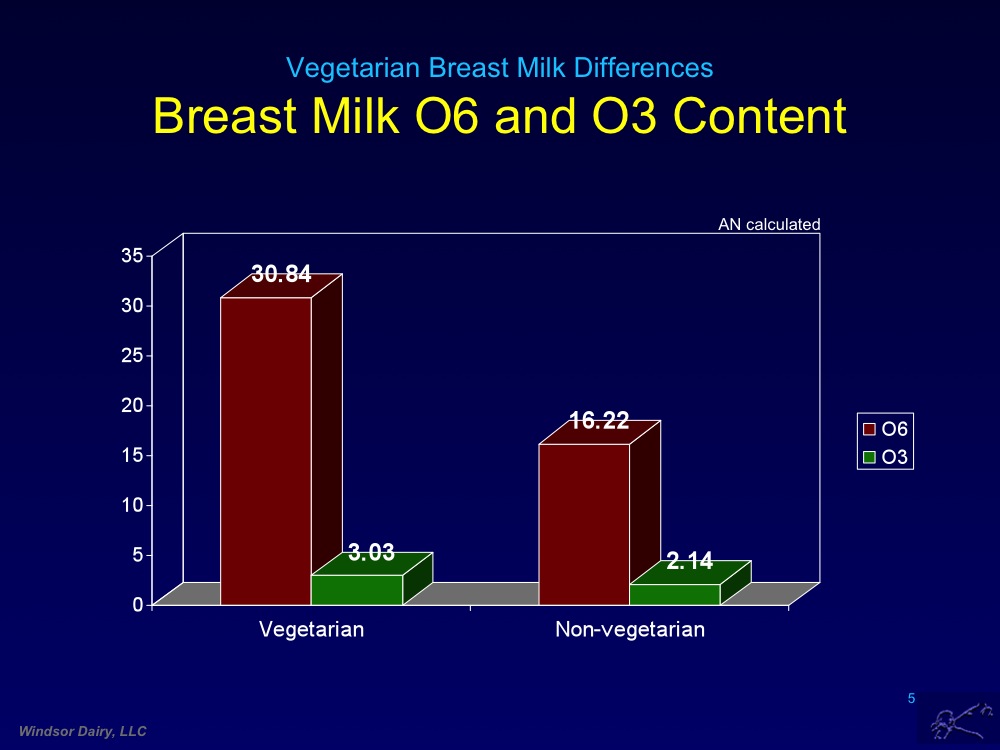 Vegetarian Breast Milk Differences
Breast Milk O6 and O3 Content
AN calculated
35
30
25
20
15
10
5
0
30.84
3.03
16.22
2.14
Vegetarian
Non-vegetarian
O6
O3
5
Windsor Dairy, LLC